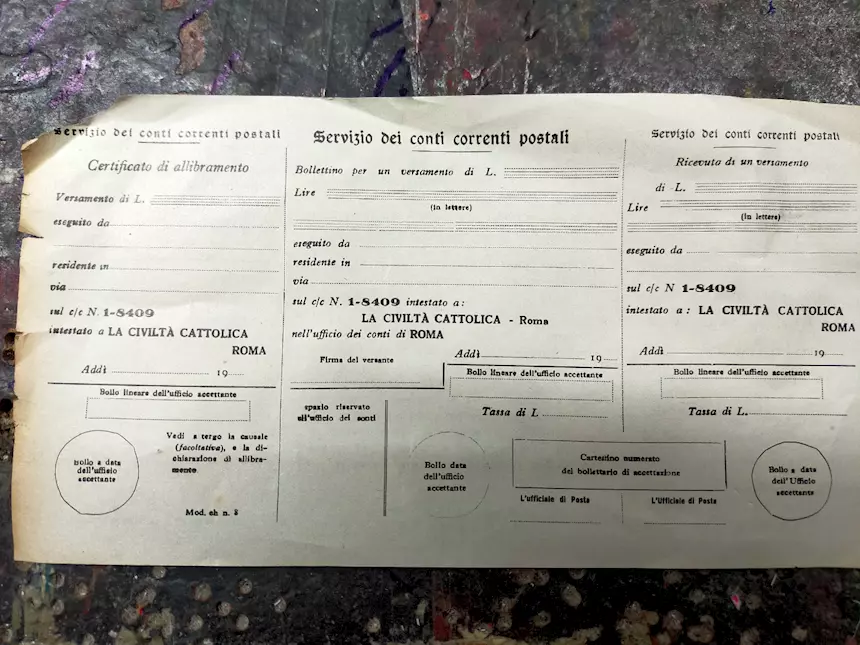 Servizio dei conti correnti postali
Certificato di allibramento
Versamento di L.
eseguito da
residente in
via
sul c/c N. 1-8409
intestato a LA CIVILTÀ CATTOLICA
ROMA
Addì 19
Bollo lineare dell'ufficio accettante
Bollo a data
dell'ufficio
accettante
Vedi a tergo la causale
(facoltativa), e la di-
chiarazione di allibra-
mento.
Mod. eh n. 8
Servizio dei conti correnti postali
Bollettino per un versamento di L.
Lire
(in lettere)
eseguito da
residente in
via
sul c/c N. 1-8409 intestato a:
LA CIVILTÀ CATTOLICA - Roma
nell'ufficio dei conti di ROMA
Firma del versante
Addì 19
Bollo lineare dell'ufficio accettante
spazio riservato
all'ufficio dei conti
Tassa di L.
Bollo data
dell'ufficio
accettante
Cartellino numerato
del bollettario di accettazione
L'ufficiale di Posta
Servizio dei conti correnti postali
Ricevuta di un versamento
di L.
Lire
(in lettere)
eseguito da
sul c/c N. 1-8409
intestato a: LA CIVILTÀ CATTOLICA
ROMA
Addì 19
Bollo lineare dell'ufficio accettante
Tassa di L.
L'Ufficiale di Posta
Bollo a data
dell'Ufficio
accettante